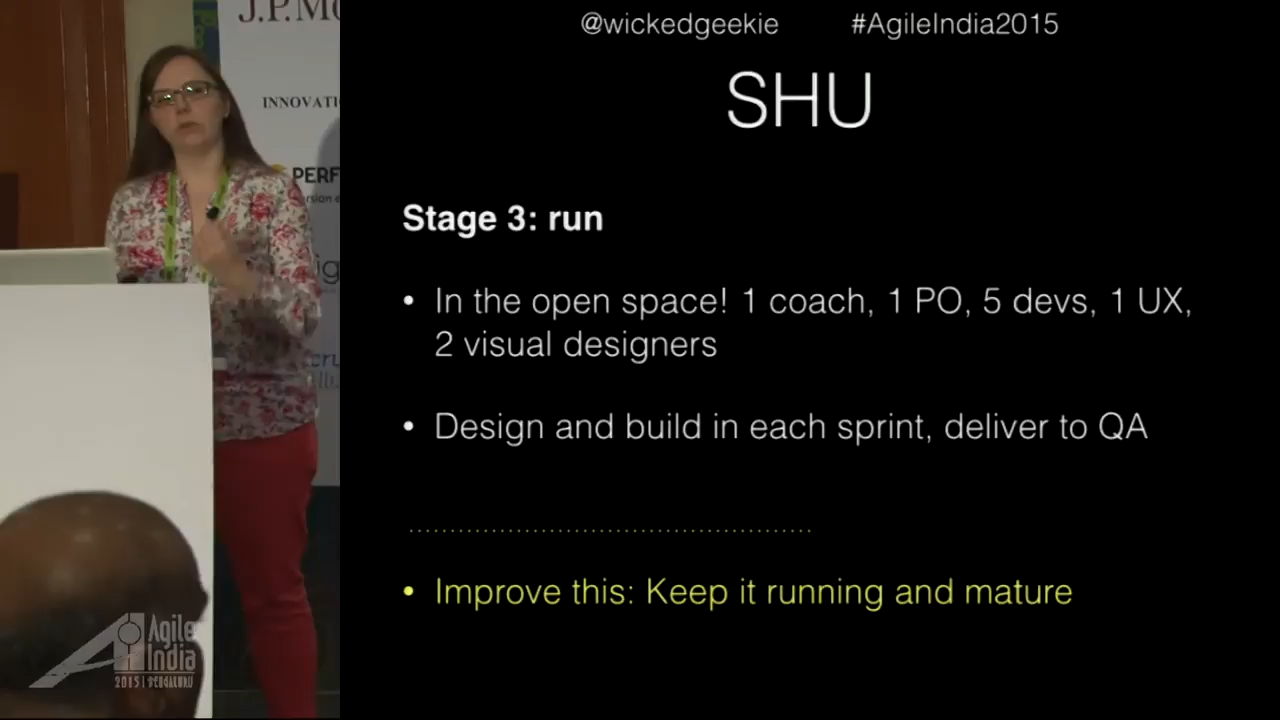 J.P.M
INNOVATI
PERF
rsion e
@wickedgeekie #AgileIndia2015
SHU
Stage 3: run
• In the open space! 1 coach, 1 PO, 5 devs, 1 UX,
2 visual designers
• Design and build in each sprint, deliver to QA
• Improve this: Keep it running and mature
Agile
India
2015 | BENGALURU